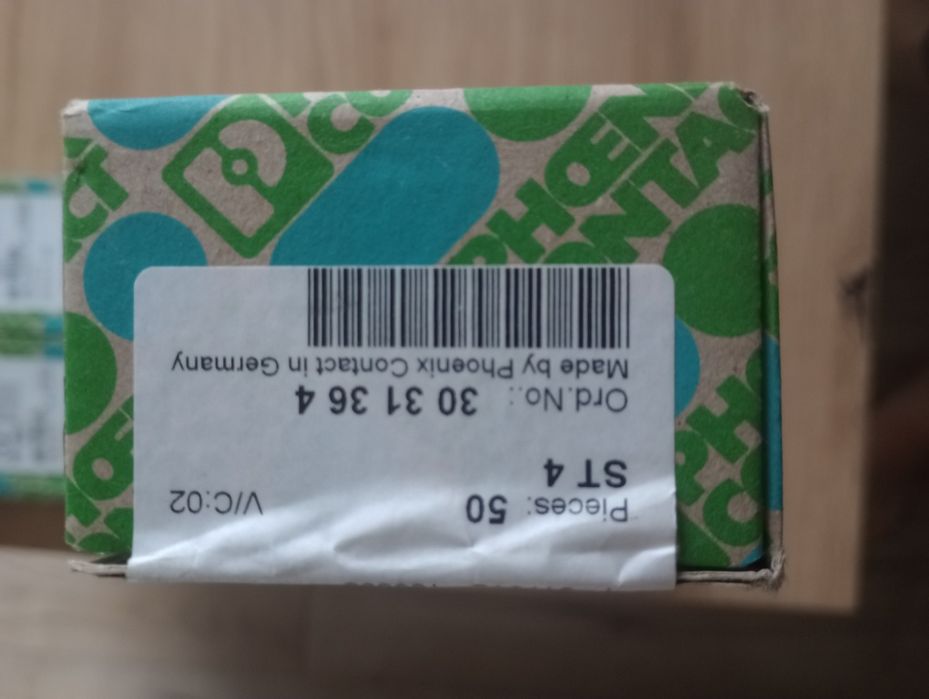 PHOENIX
CONTACT
Pieces: 50
V/C:02
ST 4
Ord.No.: 30 31 36 4
Made by Phoenix Contact in Germany